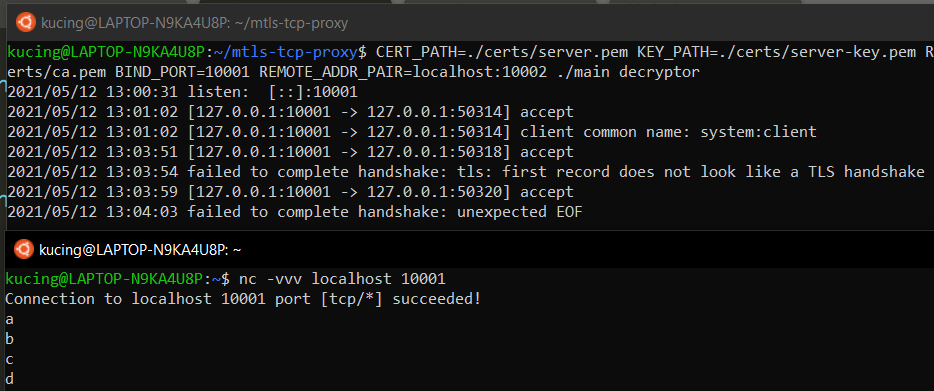 kucing@LAPTOP-N9KA4U8P: ~/mtls-tcp-proxy
kucing@LAPTOP-N9KA4U8P:~/mtls-tcp-proxy$ CERT_PATH=./certs/server.pem KEY_PATH=./certs/server-key.pem R
erts/ca.pem BIND_PORT=10001 REMOTE_ADDR_PAIR=localhost:10002 ./main decryptor
2021/05/12 13:00:31 listen:  [::]:10001
2021/05/12 13:01:02 [127.0.0.1:10001 -> 127.0.0.1:50314] accept
2021/05/12 13:01:02 [127.0.0.1:10001 -> 127.0.0.1:50314] client common name: system:client
2021/05/12 13:03:51 [127.0.0.1:10001 -> 127.0.0.1:50318] accept
2021/05/12 13:03:54 failed to complete handshake: tls: first record does not look like a TLS handshake
2021/05/12 13:03:59 [127.0.0.1:10001 -> 127.0.0.1:50320] accept
2021/05/12 13:04:03 failed to complete handshake: unexpected EOF
kucing@LAPTOP-N9KA4U8P: ~
kucing@LAPTOP-N9KA4U8P:~$ nc -vvv localhost 10001
Connection to localhost 10001 port [tcp/*] succeeded!
a
b
c
d